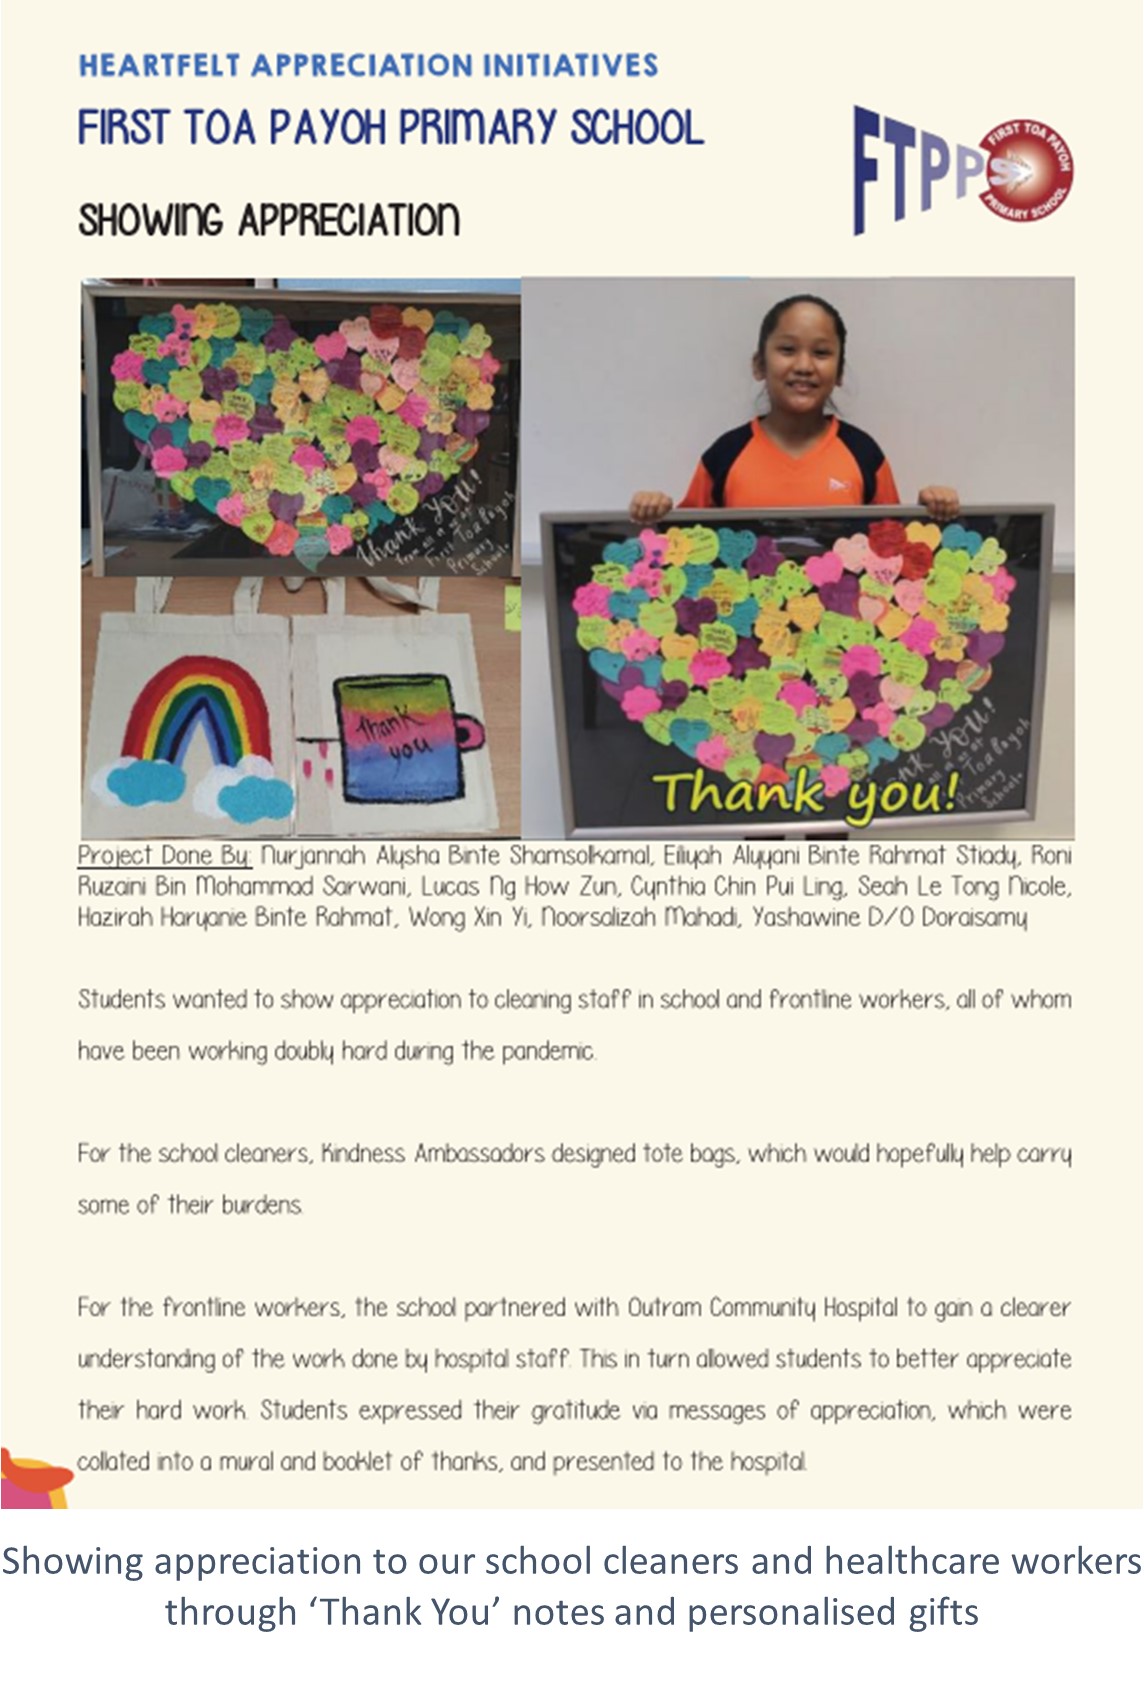 HEARTFELT APPRECIATION INITIATIVES
FIRST TOA PAYOH PRIMARY SCHOOL
FTPPS
FIRST TOA PAYOH
PRIMARY SCHOOL
SHOWING APPRECIATION
Thank you!
from all of us at
First Toa Payoh
Primary
School
Thank
you
YOU!
Toa Payoh
Primary
School
Thank you!
Project Done By: Nurjannah Alysha Binte Shamsolkamal, Eiliyah Alyyani Binte Rahmat Stiady, Roni
Ruzaini Bin Mohammad Sarwani, Lucas Ng How Zun, Cynthia Chin Pui Ling, Seah Le Tong Nicole,
Hazirah Haryanie Binte Rahmat, Wong Xin Yi, Noorsalizah Mahadi, Yashawine D/O Doraisamy
Students wanted to show appreciation to cleaning staff in school and frontline workers, all of whom
have been working doubly hard during the pandemic.
For the school cleaners, Kindness Ambassadors designed tote bags, which would hopefully help carry
some of their burdens.
For the frontline workers, the school partnered with Outram Community Hospital to gain a clearer
understanding of the work done by hospital staff. This in turn allowed students to better appreciate
their hard work. Students expressed their gratitude via messages of appreciation, which were
collated into a mural and booklet of thanks, and presented to the hospital.
Showing appreciation to our school cleaners and healthcare workers
through ‘Thank You’ notes and personalised gifts